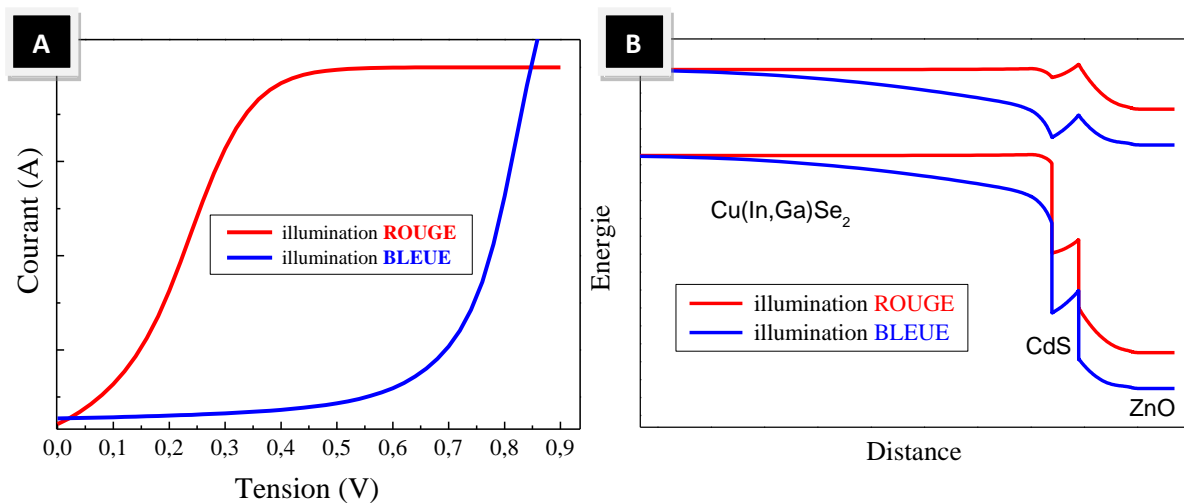 A
Courant (A)
illumination ROUGE
illumination BLEUE
0,0 0,1 0,2 0,3 0,4 0,5 0,6 0,7 0,8 0,9
Tension (V)
B
Energie
Cu(In,Ga)Se2
illumination ROUGE
illumination BLEUE
CdS
ZnO
Distance